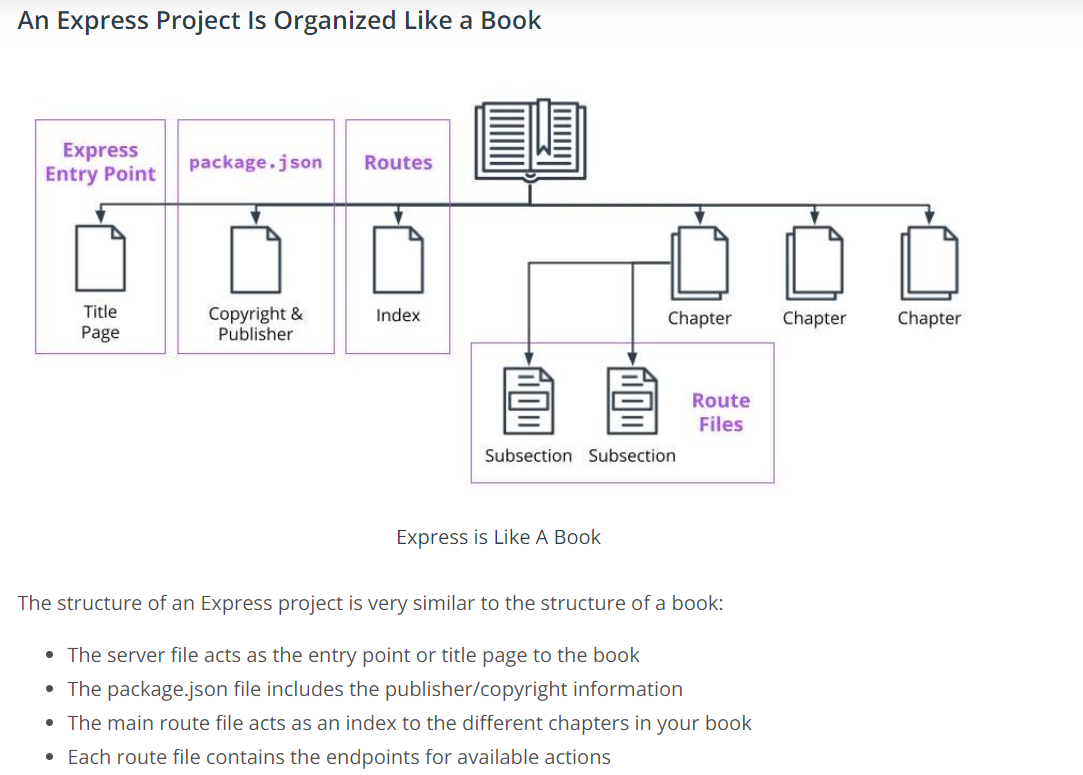 An Express Project Is Organized Like a Book
Express
Entry Point
package.json
Routes
Title
Page
Copyright &
Publisher
Index
Chapter
Chapter
Chapter
Subsection
Subsection
Route
Files
Express is Like A Book
The structure of an Express project is very similar to the structure of a book:
• The server file acts as the entry point or title page to the book
• The package.json file includes the publisher/copyright information
• The main route file acts as an index to the different chapters in your book
• Each route file contains the endpoints for available actions